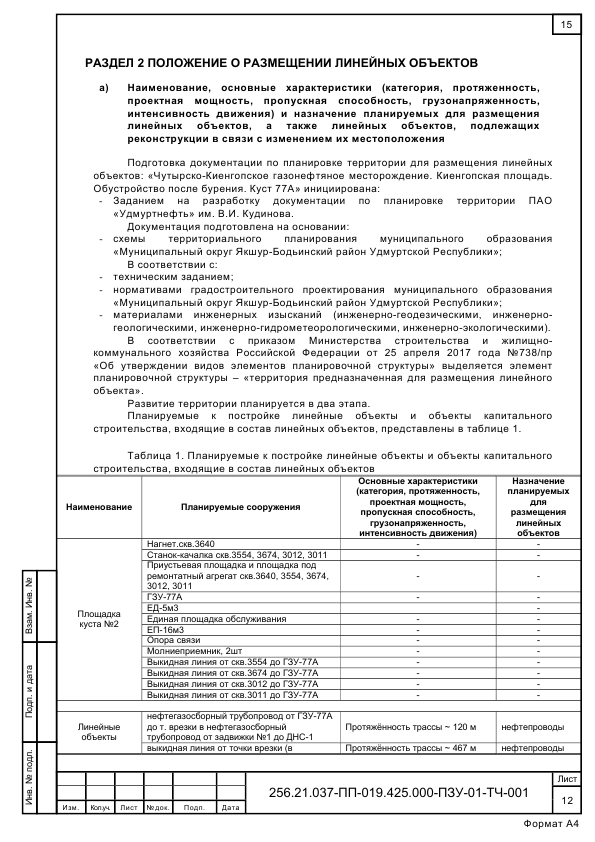 15
РАЗДЕЛ 2 ПОЛОЖЕНИЕ О РАЗМЕЩЕНИИ ЛИНЕЙНЫХ ОБЪЕКТОВ
а) Наименование, основные характеристики (категория, протяженность,
проектная мощность, пропускная способность, грузонапряженность,
интенсивность движения) и назначение планируемых для размещения
линейных объектов, а также линейных объектов, подлежащих
реконструкции в связи с изменением их местоположения
Подготовка документации по планировке территории для размещения линейных
объектов: «Чутырско-Киенгопское газонефтяное месторождение. Киенгопская площадь.
Обустройство после бурения. Куст 77А» инициирована:
- Заданием на разработку документации по планировке территории ПАО
«Удмуртнефть» им. В.И. Кудинова.
Документация подготовлена на основании:
- схемы территориального планирования муниципального образования
«Муниципальный округ Якшур-Бодьинский район Удмуртской Республики»;
В соответствии с:
- техническим заданием;
- нормативами градостроительного проектирования муниципального образования
«Муниципальный округ Якшур-Бодьинский район Удмуртской Республики»;
- материалами инженерных изысканий (инженерно-геодезическими, инженерно-
геологическими, инженерно-гидрометеорологическими, инженерно-экологическими).
В соответствии с приказом Министерства строительства и жилищно-
коммунального хозяйства Российской Федерации от 25 апреля 2017 года №738/пр
«Об утверждении видов элементов планировочной структуры» выделяется элемент
планировочной структуры – «территория предназначенная для размещения линейного
объекта».
Развитие территории планируется в два этапа.
Планируемые к постройке линейные объекты и объекты капитального
строительства, входящие в состав линейных объектов, представлены в таблице 1.
Таблица 1. Планируемые к постройке линейные объекты и объекты капитального
строительства, входящие в состав линейных объектов
Наименование
Планируемые сооружения
Основные характеристики
(категория, протяженность,
проектная мощность,
пропускная способность,
грузонапряженность,
интенсивность движения)
Назначение
планируемых
для
размещения
линейных
объектов
Площадка
куста №2
Нагнет.скв.3640 - -
Станок-качалка скв.3554, 3674, 3012, 3011 - -
Приустьевая площадка и площадка под
ремонтный агрегат скв.3640, 3554, 3674, - -
3012, 3011
ГЗУ-77А - -
ЕД-5м3 - -
Единая площадка обслуживания - -
ЕП-16м3 - -
Опора связи - -
Молниеприемник, 2шт - -
Выкидная линия от скв.3554 до ГЗУ-77А - -
Выкидная линия от скв.3674 до ГЗУ-77А - -
Выкидная линия от скв.3012 до ГЗУ-77А - -
Выкидная линия от скв.3011 до ГЗУ-77А - -
Линейные
объекты
нефтегазосборный трубопровод от ГЗУ-77А
до т. врезки в нефтегазосборный
трубопровод от задвижки №1 до ДНС-1
Протяжённость трассы ~ 120 м
нефтепроводы
выкидная линия от точки врезки (в Протяжённость трассы ~ 467 м нефтепроводы
Взам. Инв. №
Подп. и дата
Инв. № подл.
Изм. Кол.уч. Лист №док. Подп. Дата
256.21.037-ПП-019.425.000-ПЗУ-01-ТЧ-001
Лист
12
Формат А4